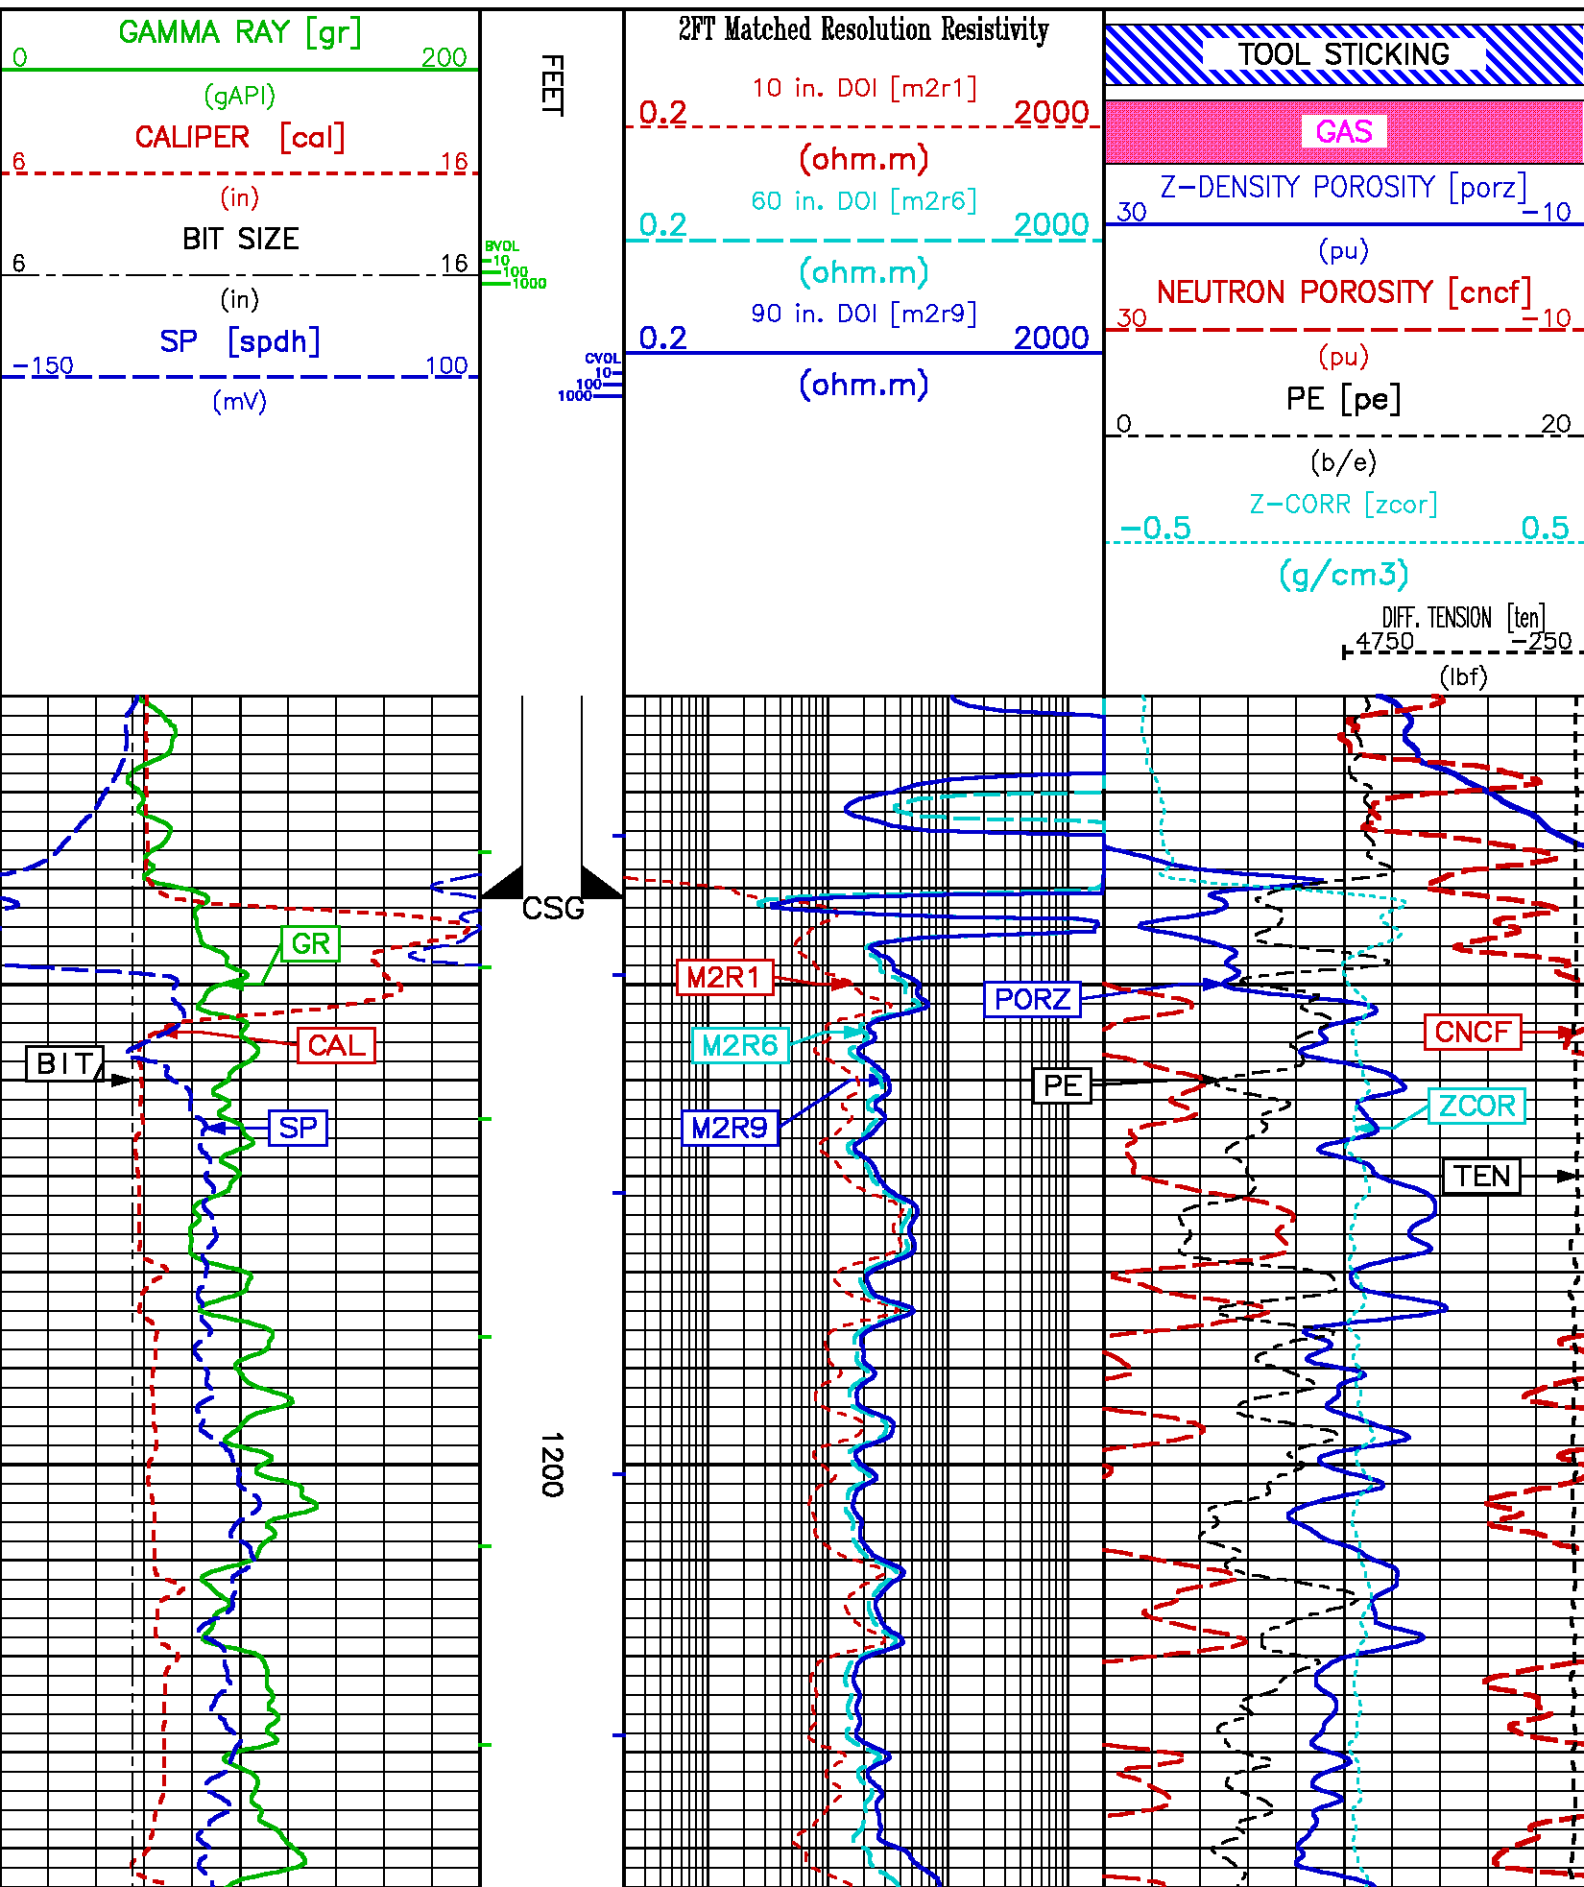 GAMMA RAY [gr]
0 200
(gAPI)
CALIPER [cal]
6 16
(in)
BIT SIZE
6 16
(in)
SP [spdh]
-150 100
(mV)
FEET
BVOL
10
100
1000
CVOL
10
100
1000
2FT Matched Resolution Resistivity
10 in. DOI [m2r1]
0.2 2000
(ohm.m)
60 in. DOI [m2r6]
0.2 2000
(ohm.m)
90 in. DOI [m2r9]
0.2 2000
(ohm.m)
TOOL STICKING
GAS
Z-DENSITY POROSITY [porz]
30 -10
(pu)
NEUTRON POROSITY [cncf]
30 -10
(pu)
PE [pe]
0 20
(b/e)
Z-CORR [zcor]
-0.5 0.5
(g/cm3)
DIFF. TENSION [ten]
4750 -250
(lbf)
CSG
GR
M2R1
PORZ
CNCF
CAL
M2R6
BIT
PE
ZCOR
SP
M2R9
TEN
1200